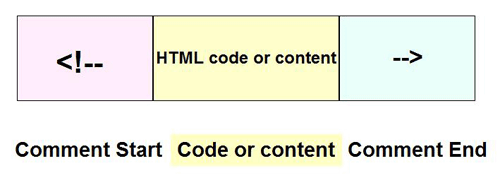 <!-- HTML code or content -->
Comment Start Code or content Comment End